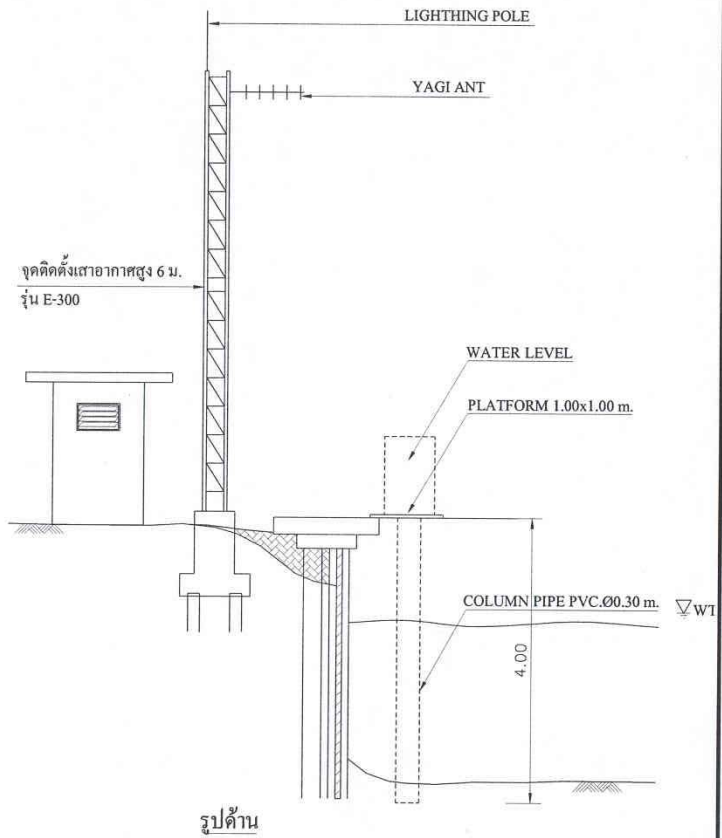 LIGHTHING POLE
YAGI ANT
จุดติดตั้งเสาอากาศสูง 6 ม.
รุ่น E-300
WATER LEVEL
PLATFORM 1.00x1.00 m.
COLUMN PIPE PVC.Ø0.30 m.
WT
4.00
รูปด้าน